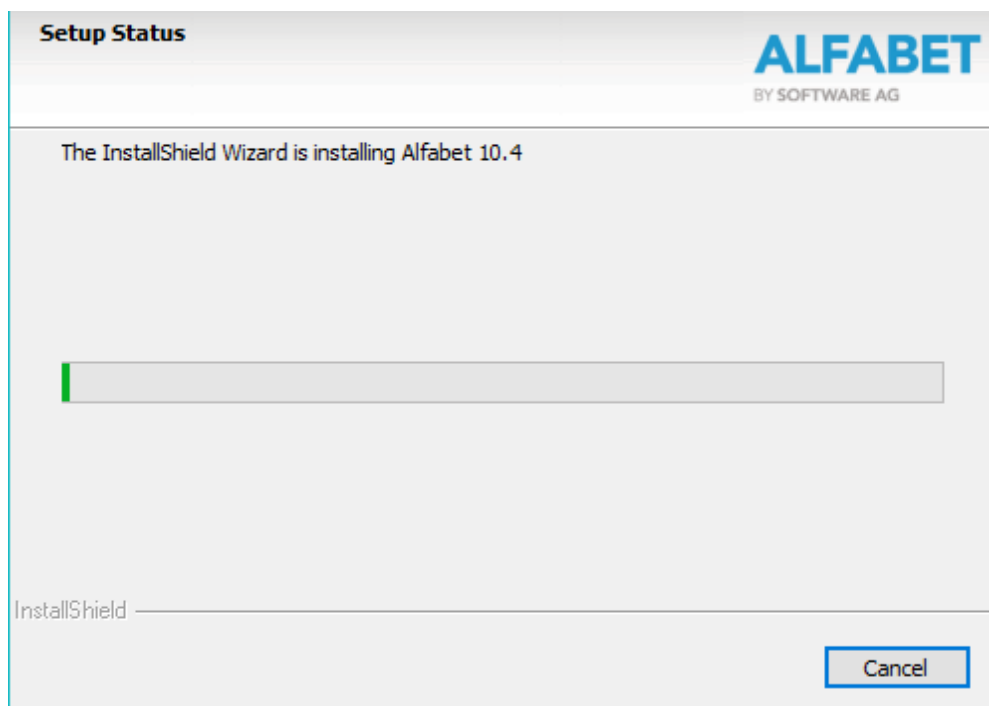 Setup Status
ALFABET
BY SOFTWARE AG
The InstallShield Wizard is installing Alfabet 10.4
InstallShield
Cancel